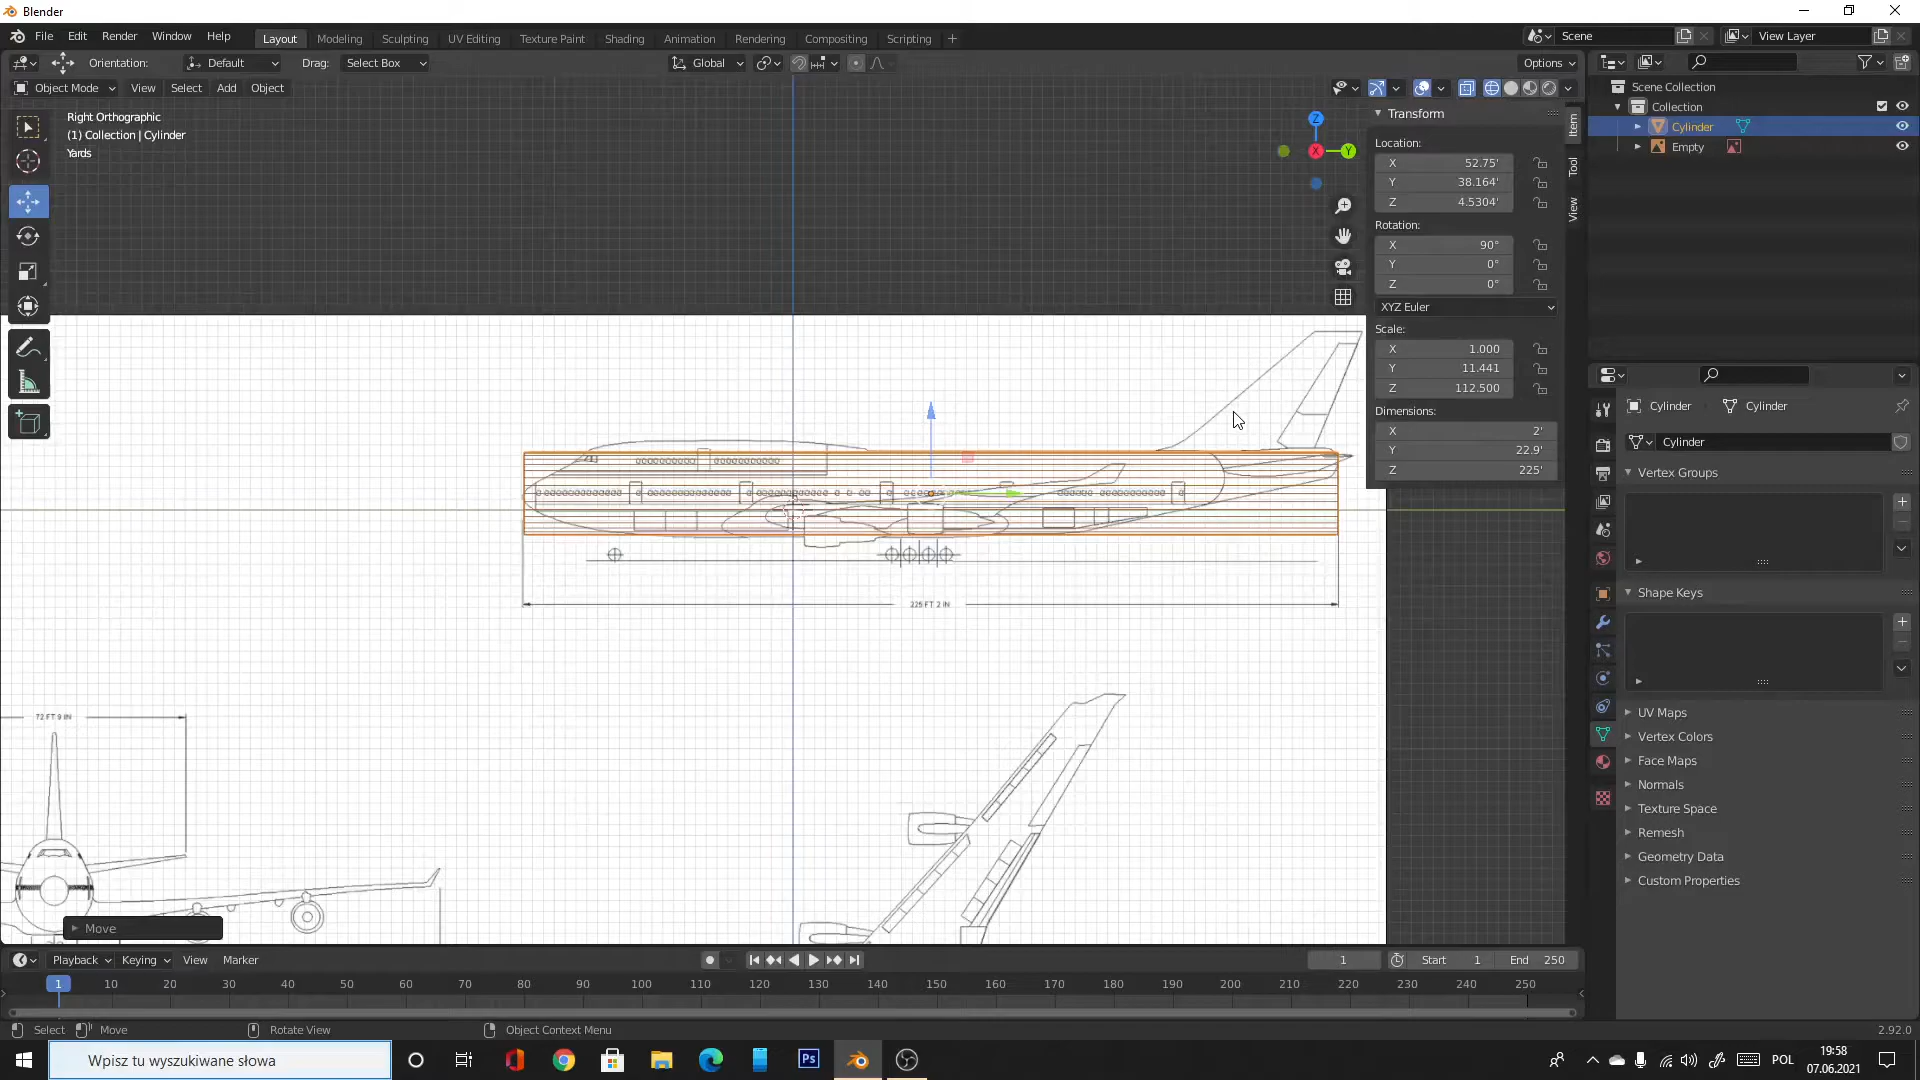 Blender
File Edit Render Window Help
Layout Modeling Sculpting UV Editing Texture Paint Shading Animation Rendering Compositing Scripting +
Scene
View Layer
Orientation: Default Drag: Select Box
Global
Options
Object Mode View Select Add Object
Right Orthographic
(1) Collection | Cylinder
Yards
Z
X
Y
Transform
Location:
X 52.75'
Y 38.164'
Z 4.5304'
Rotation:
X 90°
Y 0°
Z 0°
XYZ Euler
Scale:
X 1.000
Y 11.441
Z 112.500
Dimensions:
X 2'
Y 22.9'
Z 225'
Item
Tool
View
Scene Collection
Collection
Cylinder
Empty
Cylinder Cylinder
Cylinder
Vertex Groups
Shape Keys
UV Maps
Vertex Colors
Face Maps
Normals
Texture Space
Remesh
Geometry Data
Custom Properties
225 FT 2 IN
72 FT 9 IN
Move
Playback Keying View Marker
1 Start 1 End 250
1 10 20 30 40 50 60 70 80 90 100 110 120 130 140 150 160 170 180 190 200 210 220 230 240 250
Select Move Rotate View Object Context Menu
2.92.0
Wpisz tu wyszukiwane słowa
Ps
POL
19:58
07.06.2021